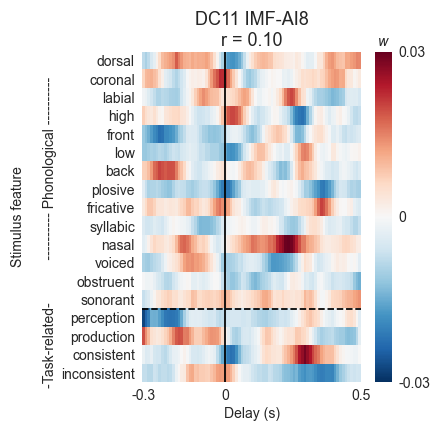 DC11 IMF-AI8
r = 0.10
w
Stimulus feature
---------- Phonological ----------
-Task-related-
dorsal
coronal
labial
high
front
low
back
plosive
fricative
syllabic
nasal
voiced
obstruent
sonorant
perception
production
consistent
inconsistent
-0.3
0
0.5
Delay (s)
0.03
0
-0.03